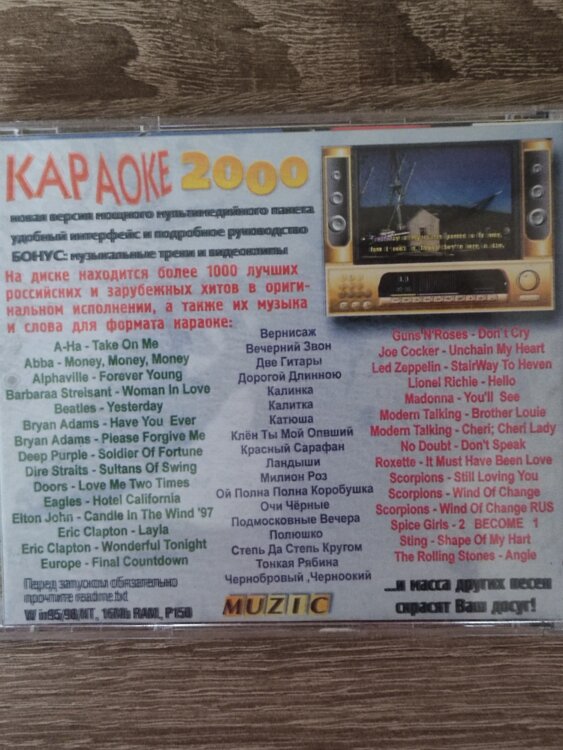 КАРАОКЕ 2000
новая версия мощного мультимедийного пакета
удобный интерфейс и подробное руководство
БОНУС: музыкальные треки и видеоклипы
На диске находится более 1000 лучших
российских и зарубежных хитов в ориги-
нальном исполнении, а также их музыка
и слова для формата караоке:
A-Ha - Take On Me
Abba - Money, Money, Money
Alphaville - Forever Young
Barbaraa Streisant - Woman In Love
Beatles - Yesterday
Bryan Adams - Have You Ever
Bryan Adams - Please Forgive Me
Deep Purple - Soldier Of Fortune
Dire Straits - Sultans Of Swing
Doors - Love Me Two Times
Eagles - Hotel California
Elton John - Candle In The Wind '97
Eric Clapton - Layla
Eric Clapton - Wonderful Tonight
Europe - Final Countdown
Вернисаж
Вечерний Звон
Две Гитары
Дорогой Длинною
Калинка
Калитка
Катюша
Клён Ты Мой Опвший
Красный Сарафан
Ландыши
Милион Роз
Ой Полна Полна Коробушка
Очи Чёрные
Подмосковные Вечера
Полюшко
Степь Да Степь Кругом
Тонкая Рябина
Чернобровый ,Черноокий
Guns'N'Roses - Don't Cry
Joe Cocker - Unchain My Heart
Led Zeppelin - StairWay To Heven
Lionel Richie - Hello
Madonna - You'll See
Modern Talking - Brother Louie
Modern Talking - Cheri; Cheri Lady
No Doubt - Don't Speak
Roxette - It Must Have Been Love
Scorpions - Still Loving You
Scorpions - Wind Of Change
Scorpions - Wind Of Change RUS
Spice Girls - 2 BECOME 1
Sting - Shape Of My Hart
The Rolling Stones - Angie
Перед запуском обязательно
прочтите readme.txt
W in95/98/NT, 16Mb RAM, P150
MUZIC
...и масса других песен
скрасят Ваш досуг!